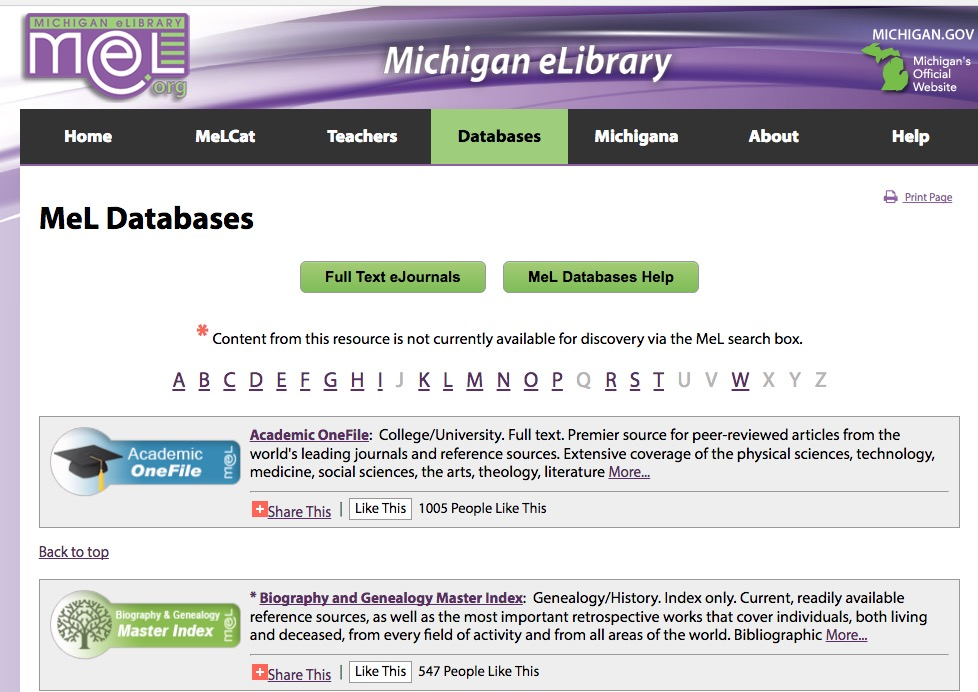 MICHIGAN eLIBRARY
meL
.org
Michigan eLibrary
MICHIGAN.GOV
Michigan's
Official
Website
Home MeLCat Teachers Databases Michigana About Help
Print Page
MeL Databases
Full Text eJournals MeL Databases Help
* Content from this resource is not currently available for discovery via the MeL search box.
A B C D E F G H I J K L M N O P Q R S T U V W X Y Z
Academic
OneFile
meL
Academic OneFile: College/University. Full text. Premier source for peer-reviewed articles from the
world's leading journals and reference sources. Extensive coverage of the physical sciences, technology,
medicine, social sciences, the arts, theology, literature More...
+ Share This | Like This 1005 People Like This
Back to top
Biography & Genealogy
Master Index
meL
* Biography and Genealogy Master Index: Genealogy/History. Index only. Current, readily available
reference sources, as well as the most important retrospective works that cover individuals, both living
and deceased, from every field of activity and from all areas of the world. Bibliographic More...
+ Share This | Like This 547 People Like This